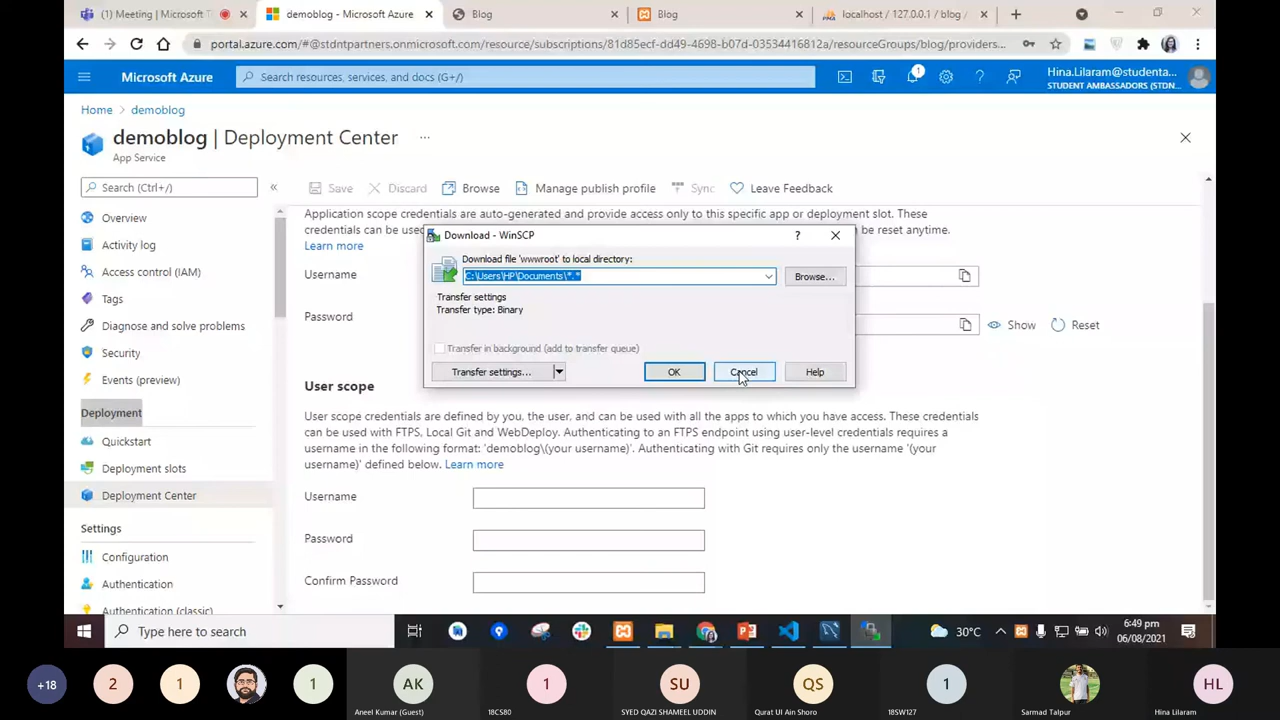 (1) Meeting | Microsoft T
demoblog - Microsoft Azure
Blog
Blog
localhost / 127.0.0.1 / blog /
portal.azure.com/#@stdntpartners.onmicrosoft.com/resource/subscriptions/81d85ecf-dd49-4698-b07d-03534416812a/resourceGroups/blog/providers...
Microsoft Azure
Search resources, services, and docs (G+/)
1
Hina.Lilaram@studenta...
STUDENT AMBASSADORS (STDN...
Home > demoblog
demoblog | Deployment Center ...
App Service
Search (Ctrl+/)
«
Save
Discard
Browse
Manage publish profile
Sync
Leave Feedback
Overview
Activity log
Access control (IAM)
Tags
Diagnose and solve problems
Security
Events (preview)
Deployment
Quickstart
Deployment slots
Deployment Center
Settings
Configuration
Authentication
Authentication (classic)
Application scope credentials are auto-generated and provide access only to this specific app or deployment slot. These
credentials can be used
be reset anytime.
Learn more
Username
Password
Show
Reset
Download - WinSCP
?
Download file 'wwwroot' to local directory:
C:\Users\HP\Documents\*.*
Browse...
Transfer settings
Transfer type: Binary
Transfer in background (add to transfer queue)
Transfer settings...
OK
Cancel
Help
User scope
User scope credentials are defined by you, the user, and can be used with all the apps to which you have access. These credentials
can be used with FTPS, Local Git and WebDeploy. Authenticating to an FTPS endpoint using user-level credentials requires a
username in the following format: 'demoblog\(your username)'. Authenticating with Git requires only the username '(your
username)' defined below. Learn more
Username
Password
Confirm Password
Type here to search
30°C
6:49 pm
06/08/2021
+18
2
1
1
AK
Aneel Kumar (Guest)
1
18CS80
SU
SYED QAZI SHAMEEL UDDIN
QS
Qurat Ul Ain Shoro
1
18SW127
Sarmad Talpur
HL
Hina Lilaram